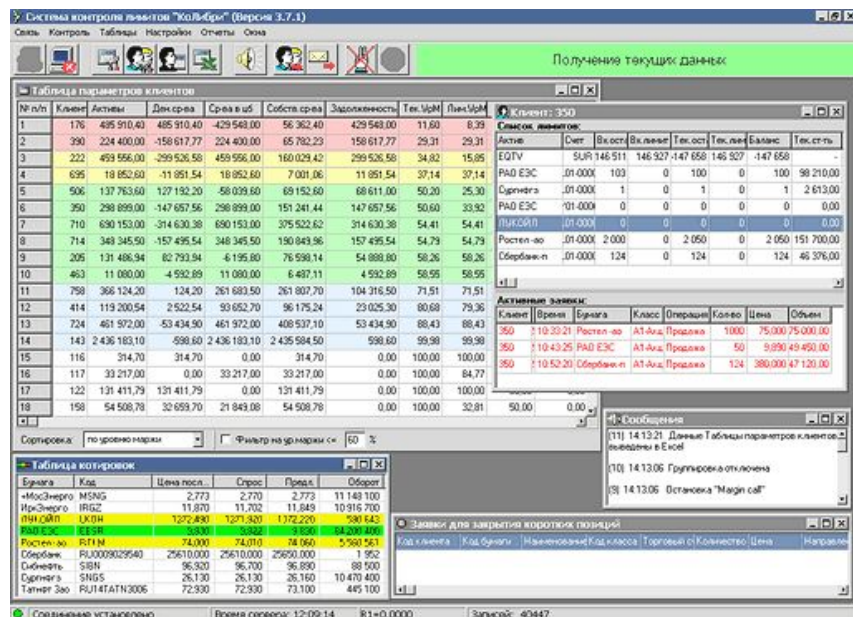 Система контроля лимитов "КоЛибри" (Версия 3.7.1)
Связь Контроль Таблицы Настройки Отчеты Окна
Получение текущих данных
Таблица параметров клиентов
№ п/п Клиент Активы Ден.ср-ва Ср-ва в цб Собств.ср-ва Задолженность Тек.УрМ
1 176 485 910,40 485 910,40 -429 548,00 56 362,40 429 548,00 11,60 8,39
2 390 224 400,00 -158 617,77 224 400,00 65 782,23 158 617,77 29,31 29,31
3 222 459 556,00 -299 526,58 459 556,00 160 029,42 299 526,58 34,82 15,85
4 695 18 852,60 -11 851,54 18 852,60 7 001,06 11 851,54 37,14 37,14
5 506 137 763,60 127 192,20 -58 039,60 69 152,60 68 611,00 50,20 25,30
6 350 298 899,00 -147 657,56 298 899,00 151 241,44 147 657,56 50,60 33,92
7 710 690 153,00 -314 630,38 690 153,00 375 522,62 314 630,38 54,41 54,41
8 714 348 345,50 -157 495,54 348 345,50 190 849,96 157 495,54 54,79 54,79
9 205 131 486,94 82 793,94 -6 195,80 76 598,14 54 888,80 58,26 58,26
10 463 11 080,00 -4 592,89 11 080,00 6 487,11 4 592,89 58,55 58,55
11 758 366 124,20 124,20 261 683,50 261 807,70 104 316,50 71,51 71,51
12 414 119 200,54 2 522,54 93 652,70 96 175,24 23 025,30 80,68 79,36
13 724 461 972,00 -53 434,90 461 972,00 408 537,10 53 434,90 88,43 88,43
14 143 2 436 183,10 -598,60 2 436 183,10 2 435 584,50 598,60 99,98 99,98
15 116 314,70 314,70 0,00 314,70 0,00 100,00 100,00
16 117 33 217,00 0,00 33 217,00 33 217,00 0,00 100,00 84,77
17 122 131 411,79 131 411,79 0,00 131 411,79 0,00 100,00 100,00
18 158 54 508,78 32 659,70 21 849,08 54 508,78 0,00 100,00 32,81 50,00 0,00
Сортировка: по уровню маржи Фильтр на ур.маржи <= 60 %
Клиент: 350
Список лимитов:
Актив Счет Вх.ост Вх.лимит Тек.ост Тек.лим Баланс Тек.ст-ть
EQTV SUR 146 511 146 927 -147 658 146 927 -147 658 -
РАО ЕЭС 01-000 103 0 100 0 100 98 210,00
Сургнфгз 01-000 1 0 1 0 1 2 613,00
РАО ЕЭС 01-000 0 0 0 0 0 0,00
ЛУКОЙЛ 01-000 0 0 0 0 0 0,00
Ростел -ао 01-000 2 000 0 2 050 0 2 050 151 700,00
Сбербанк-п 01-000 124 0 124 0 124 46 376,00
Активные заявки:
Клиент Время Бумага Класс Операция Кол-во Цена Объем
350 10:33:21 Ростел -ао А1-Акц Продажа 1000 75,000 75 000,00
350 10:43:25 РАО ЕЭС А1-Акц Продажа 50 9,890 49 450,00
350 10:52:20 Сбербанк-п А1-Акц Продажа 124 380,000 47 120,00
Сообщения
(11) 14:13:21 Данные Таблицы параметров клиентов выведены в Excel
(10) 14:13:06 Группировка отключена
(9) 14:13:06 Остановка "Margin call"
Таблица котировок
Бумага Код Цена посл... Спрос Предл. Оборот
+МосЭнерго MSNG 2,773 2,770 2,773 11 148 100
ИркЭнерго IRGZ 11,870 11,702 11,849 10 916 700
ЛУКОЙЛ LKOH 1372,490 1371,920 1372,220 590 643
РАО ЕЭС EESR 9,830 9,822 9,830 84 200 400
Ростел-ао RTLM 74,000 74,010 74,060 5 560 561
Сбербанк RU0009029540 25610,000 25610,000 25650,000 1 952
Сибнефть SIBN 96,920 96,700 96,890 88 500
Сургнфгз SNGS 26,130 26,130 26,160 10 470 400
Татнфт 3ао RU14TATN3006 72,930 72,930 73,100 445 100
Заявки для закрытия коротких позиций
Код клиента Код бумаги Наименование Код класса Торговый с Количество Цена Направлен
Соединение установлено Время сервера: 12:09:14 R1=0.0000 Записей: 40447